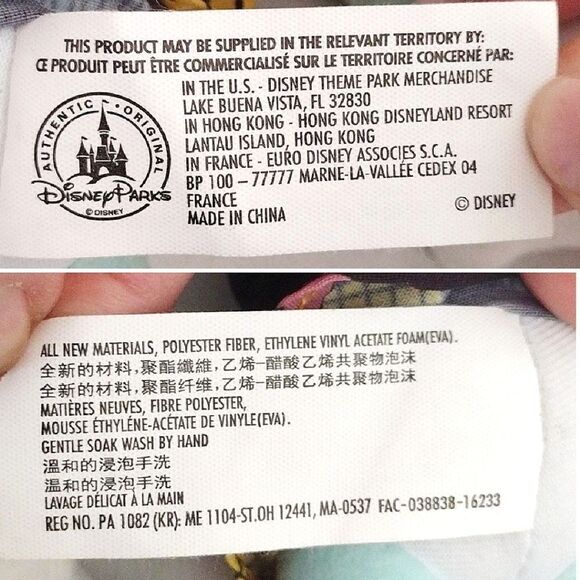 THIS PRODUCT MAY BE SUPPLIED IN THE RELEVANT TERRITORY BY:
CE PRODUIT PEUT ÊTRE COMMERCIALISÉ SUR LE TERRITOIRE CONCERNÉ PAR:
AUTHENTIC • ORIGINAL
Disney Parks
© DISNEY
IN THE U.S. - DISNEY THEME PARK MERCHANDISE
LAKE BUENA VISTA, FL 32830
IN HONG KONG - HONG KONG DISNEYLAND RESORT
LANTAU ISLAND, HONG KONG
IN FRANCE - EURO DISNEY ASSOCIES S.C.A.
BP 100 – 77777 MARNE-LA-VALLÉE CEDEX 04
FRANCE
MADE IN CHINA
© DISNEY
ALL NEW MATERIALS, POLYESTER FIBER, ETHYLENE VINYL ACETATE FOAM(EVA).
全新的材料,聚酯纖維,乙烯-醋酸乙烯共聚物泡沫
全新的材料,聚酯纤维,乙烯-醋酸乙烯共聚物泡沫
MATIÈRES NEUVES, FIBRE POLYESTER,
MOUSSE ÉTHYLÉNE-ACÉTATE DE VINYLE(EVA).
GENTLE SOAK WASH BY HAND
溫和的浸泡手洗
温和的浸泡手洗
LAVAGE DÉLICAT À LA MAIN
REG NO. PA 1082 (KR): ME 1104-ST.OH 12441, MA-0537 FAC-038838-16233